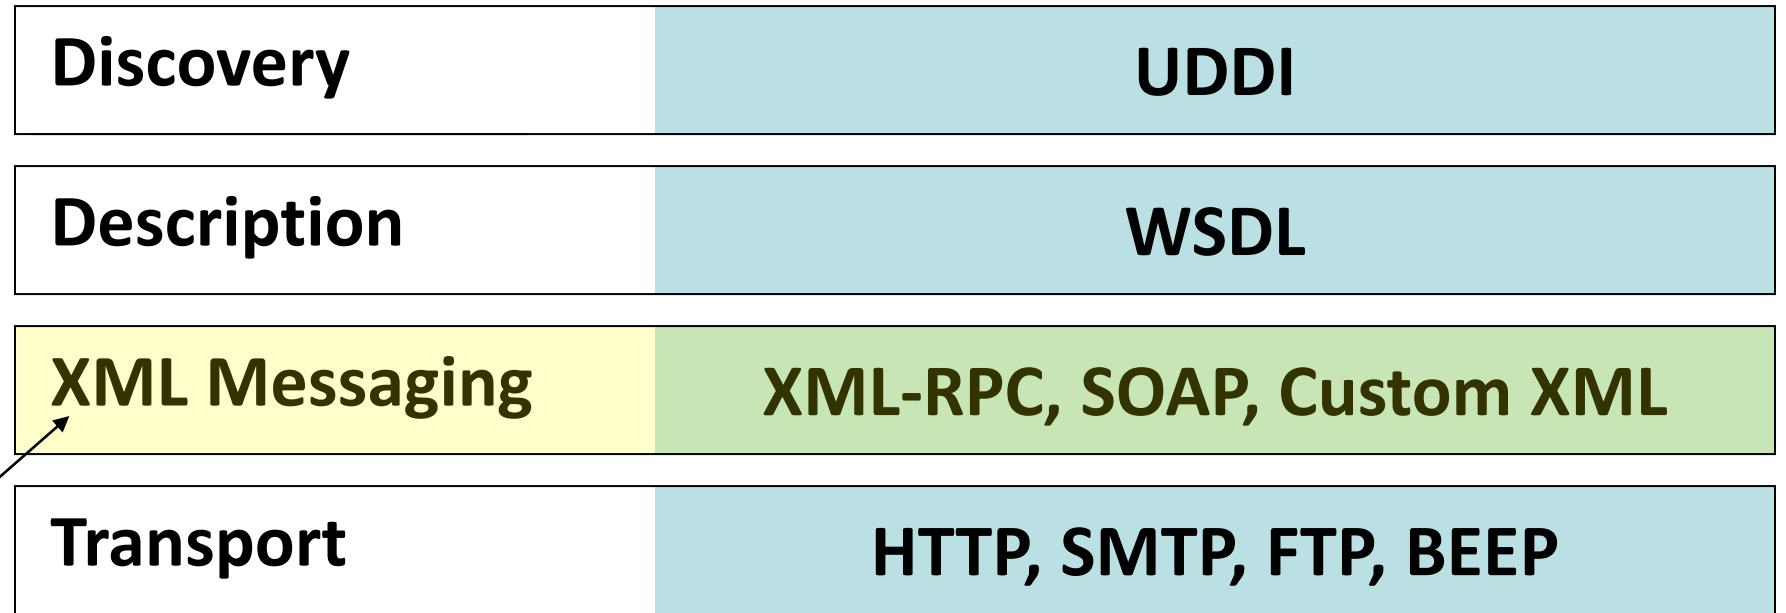 Discovery
UDDI
Description
WSDL
XML Messaging
XML-RPC, SOAP, Custom XML
Transport
HTTP, SMTP, FTP, BEEP